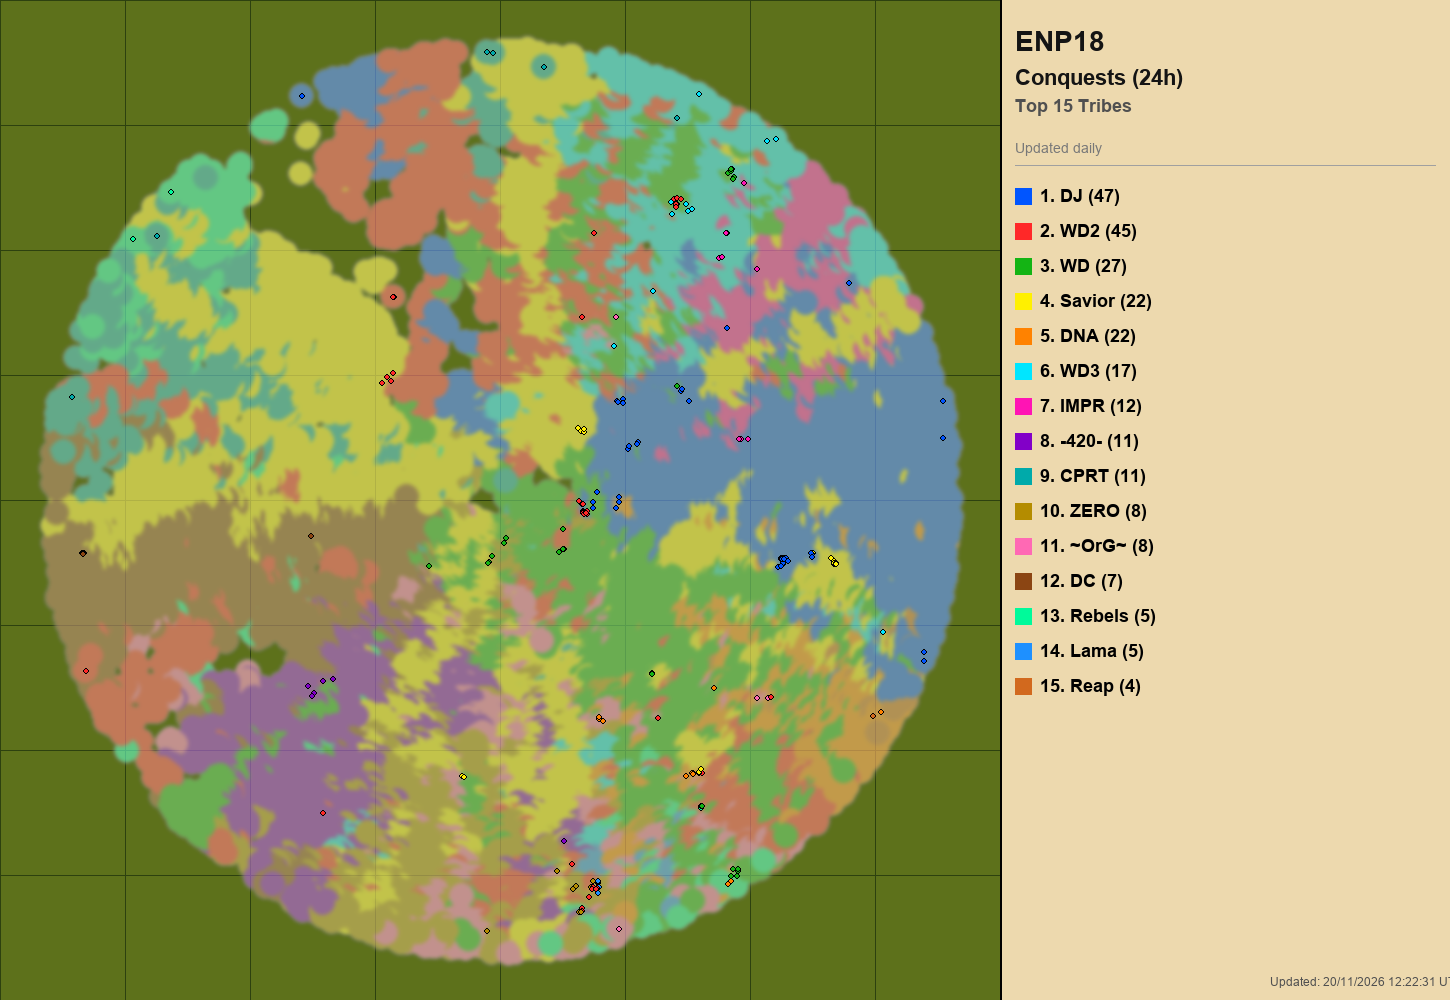 ENP18
Conquests (24h)
Top 15 Tribes
Updated daily
1. DJ (47)
2. WD2 (45)
3. WD (27)
4. Savior (22)
5. DNA (22)
6. WD3 (17)
7. IMPR (12)
8. -420- (11)
9. CPRT (11)
10. ZERO (8)
11. ~OrG~ (8)
12. DC (7)
13. Rebels (5)
14. Lama (5)
15. Reap (4)
Updated: 20/11/2026 12:22:31 U